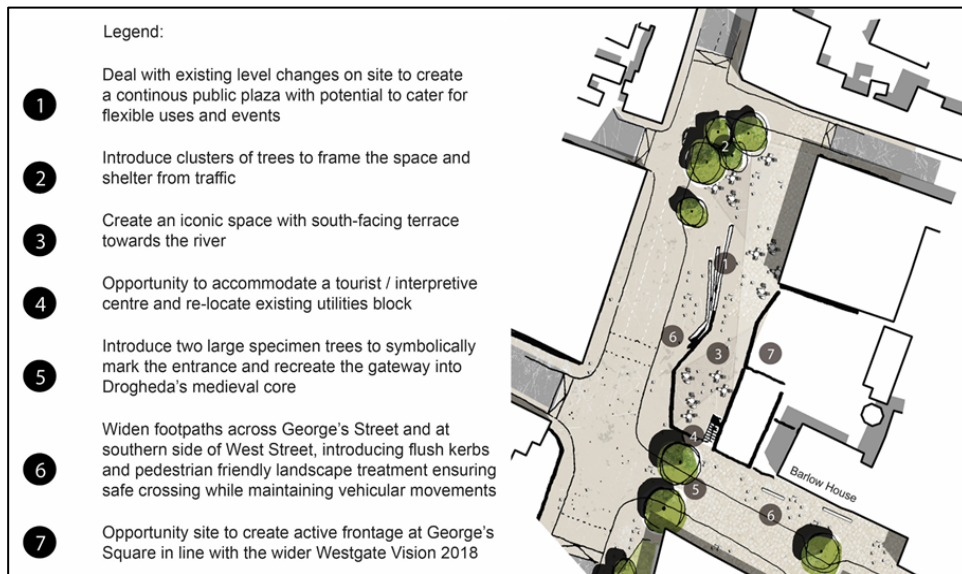 Legend:
1
Deal with existing level changes on site to create
a continous public plaza with potential to cater for
flexible uses and events
2
Introduce clusters of trees to frame the space and
shelter from traffic
3
Create an iconic space with south-facing terrace
towards the river
4
Opportunity to accommodate a tourist / interpretive
centre and re-locate existing utilities block
5
Introduce two large specimen trees to symbolically
mark the entrance and recreate the gateway into
Drogheda's medieval core
6
Widen footpaths across George's Street and at
southern side of West Street, introducing flush kerbs
and pedestrian friendly landscape treatment ensuring
safe crossing while maintaining vehicular movements
7
Opportunity site to create active frontage at George's
Square in line with the wider Westgate Vision 2018
2
1
6
3
7
4
5
6
Barlow House